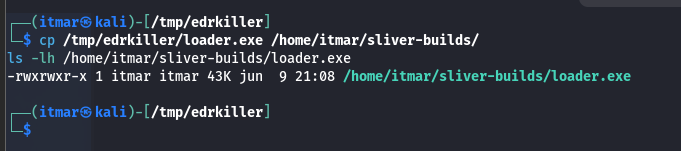 ┌──(itmar㉿kali)-[/tmp/edrkiller]
└─$ cp /tmp/edrkiller/loader.exe /home/itmar/sliver-builds/
ls -lh /home/itmar/sliver-builds/loader.exe
-rwxrwxr-x 1 itmar itmar 43K jun  9 21:08 /home/itmar/sliver-builds/loader.exe
┌──(itmar㉿kali)-[/tmp/edrkiller]
└─$